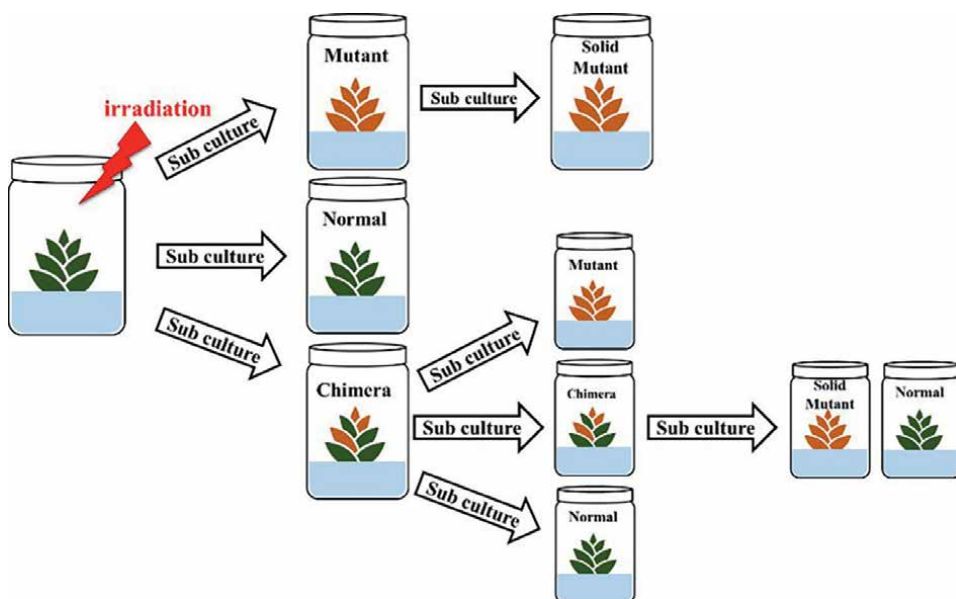 Mutant
Sub culture
Solid
Mutant
irradiation
Sub culture
Normal
Sub culture
Sub culture
Chimera
Sub culture
Mutant
Sub culture
Chimera
Sub culture
Solid
Mutant
Normal
Sub culture
Normal